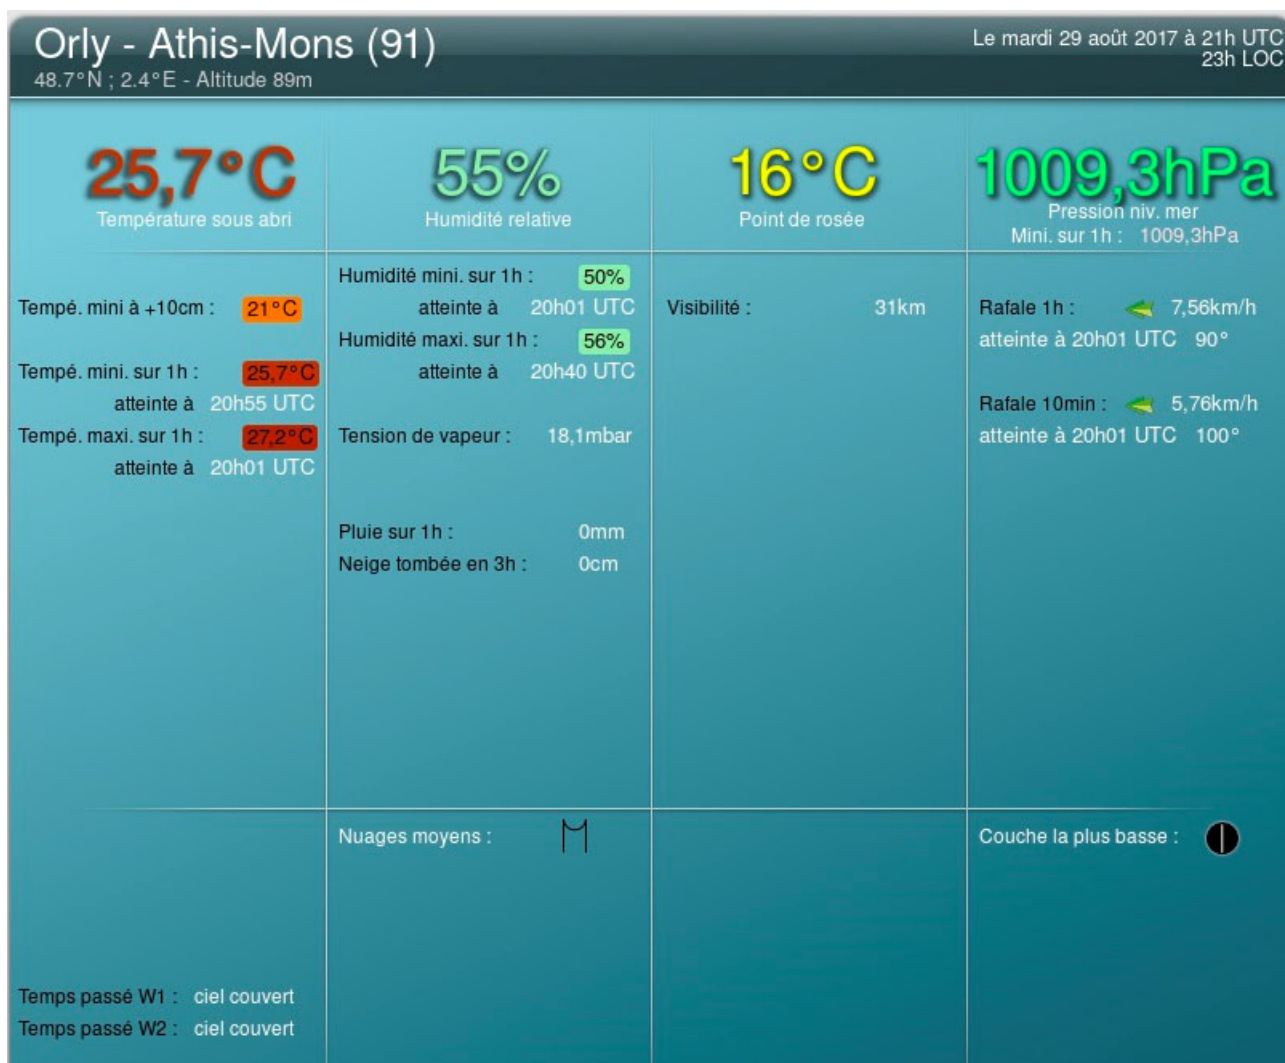 Orly - Athis-Mons (91)
48.7°N ; 2.4°E - Altitude 89m
Le mardi 29 août 2017 à 21h UTC
23h LOC
25,7°C
Température sous abri
55%
Humidité relative
16°C
Point de rosée
1009,3hPa
Pression niv. mer
Mini. sur 1h : 1009,3hPa
Tempé. mini à +10cm : 21°C
Tempé. mini. sur 1h : 25,7°C
atteinte à 20h55 UTC
Tempé. maxi. sur 1h : 27,2°C
atteinte à 20h01 UTC
Humidité mini. sur 1h : 50%
atteinte à 20h01 UTC
Humidité maxi. sur 1h : 56%
atteinte à 20h40 UTC
Tension de vapeur : 18,1mbar
Pluie sur 1h : 0mm
Neige tombée en 3h : 0cm
Visibilité : 31km
Rafale 1h : 7,56km/h
atteinte à 20h01 UTC 90°
Rafale 10min : 5,76km/h
atteinte à 20h01 UTC 100°
Nuages moyens :
Couche la plus basse :
Temps passé W1 : ciel couvert
Temps passé W2 : ciel couvert